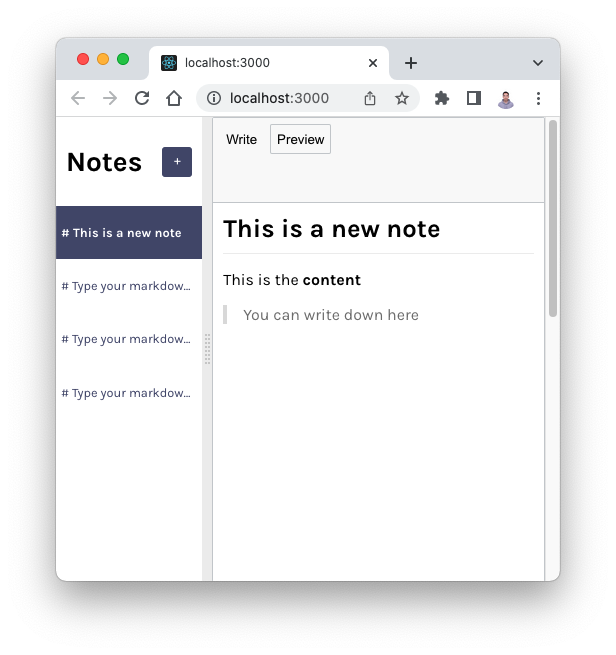 localhost:3000
localhost:3000
Notes
+
Write Preview
# This is a new note
# Type your markdow...
# Type your markdow...
# Type your markdow...
This is a new note
This is the content
You can write down here